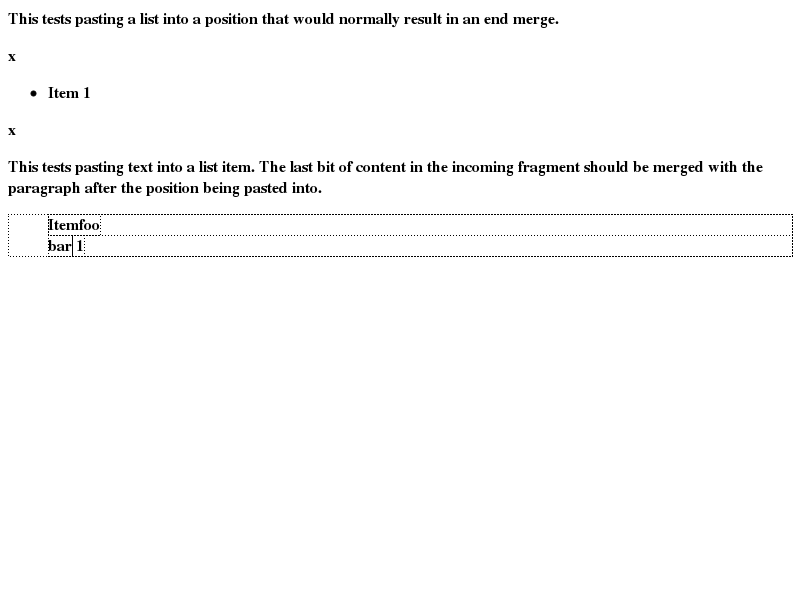 This tests pasting a list into a position that would normally result in an end merge.
x
• Item 1
x
This tests pasting text into a list item. The last bit of content in the incoming fragment should be merged with the
paragraph after the position being pasted into.
Itemfoo
bar 1